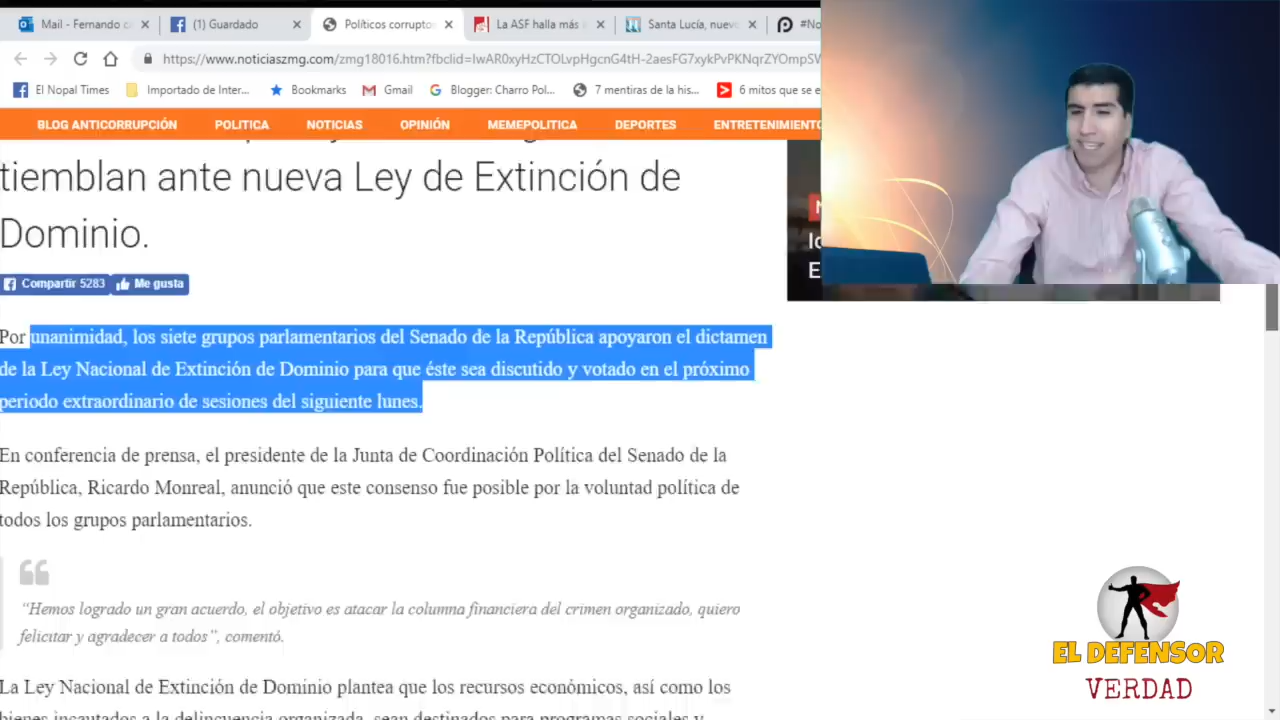 Mail - Fernando c
(1) Guardado
Políticos corrupto
La ASF halla más i
Santa Lucía, nuev
#No
https://www.noticiaszmg.com/zmg18016.htm?fbclid=IwAR0xyHzCTOLvpHgcnG4tH-2aesFG7xykPvPKNqrZYOmpSW
El Nopal Times
Importado de Inter...
Bookmarks
Gmail
Blogger: Charro Pol...
7 mentiras de la his...
6 mitos que se e
BLOG ANTICORRUPCIÓN
POLITICA
NOTICIAS
OPINIÓN
MEMEPOLITICA
DEPORTES
ENTRETENIMIENTO
tiemblan ante nueva Ley de Extinción de
Dominio.
Compartir 5283
Me gusta
Por unanimidad, los siete grupos parlamentarios del Senado de la República apoyaron el dictamen
de la Ley Nacional de Extinción de Dominio para que éste sea discutido y votado en el próximo
periodo extraordinario de sesiones del siguiente lunes.
En conferencia de prensa, el presidente de la Junta de Coordinación Política del Senado de la
República, Ricardo Monreal, anunció que este consenso fue posible por la voluntad política de
todos los grupos parlamentarios.
“Hemos logrado un gran acuerdo, el objetivo es atacar la columna financiera del crimen organizado, quiero
felicitar y agradecer a todos”, comentó.
La Ley Nacional de Extinción de Dominio plantea que los recursos económicos, así como los
bienes incautados a la delincuencia organizada, sean destinados para programas sociales y
EL DEFENSOR
VERDAD